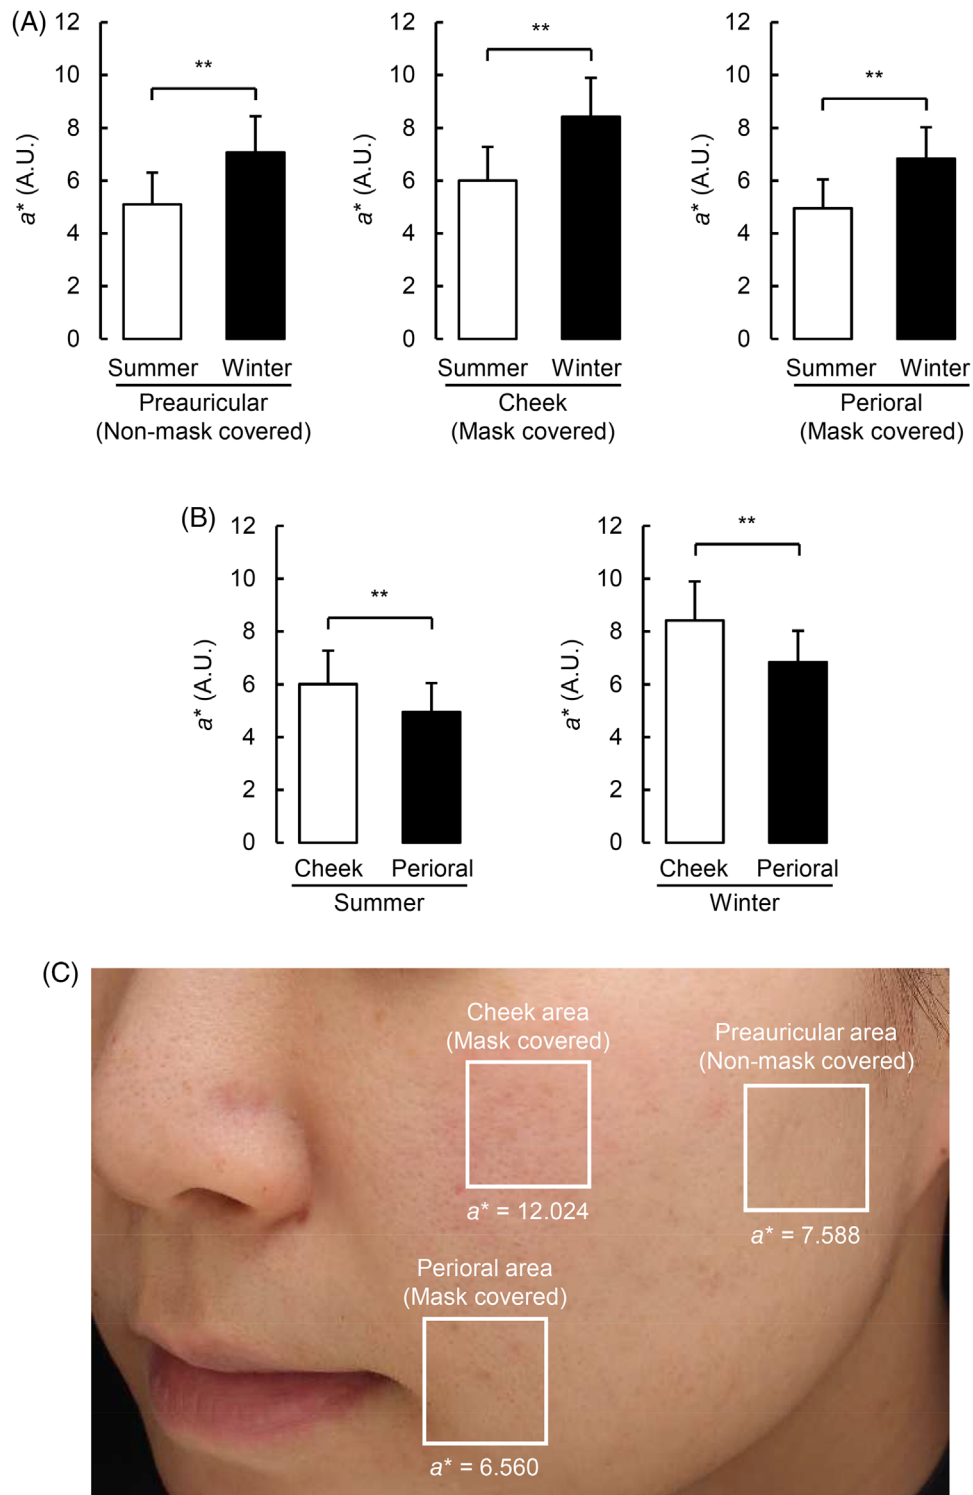 (A)
12
10
8
6
4
2
0
a* (A.U.)
**
Summer Winter
Preauricular
(Non-mask covered)
12
10
8
6
4
2
0
a* (A.U.)
**
Summer Winter
Cheek
(Mask covered)
12
10
8
6
4
2
0
a* (A.U.)
**
Summer Winter
Perioral
(Mask covered)
(B)
12
10
8
6
4
2
0
a* (A.U.)
**
Cheek Perioral
Summer
12
10
8
6
4
2
0
a* (A.U.)
**
Cheek Perioral
Winter
(C)
Cheek area
(Mask covered)
a* = 12.024
Preauricular area
(Non-mask covered)
a* = 7.588
Perioral area
(Mask covered)
a* = 6.560